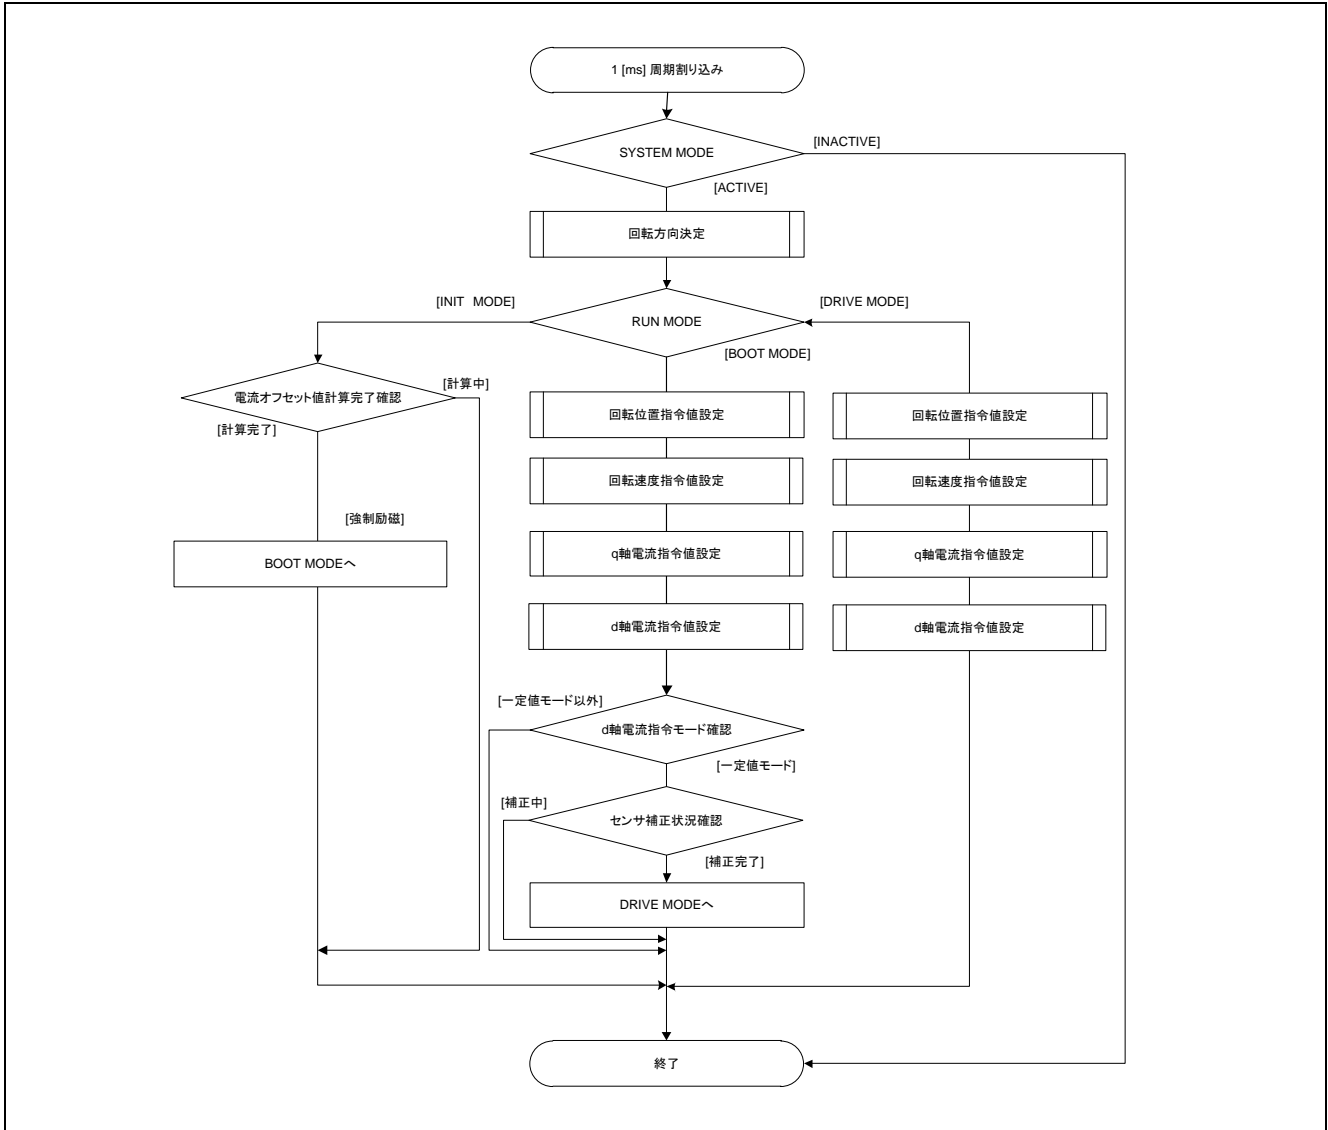 1 [ms] 周期割り込み
SYSTEM MODE
[INACTIVE]
[ACTIVE]
回転方向決定
[INIT　MODE]
[DRIVE MODE]
RUN MODE
[BOOT MODE]
[計算中]
電流オフセット値計算完了確認
[計算完了]
回転位置指令値設定
回転位置指令値設定
回転速度指令値設定
回転速度指令値設定
[強制励磁]
BOOT MODEへ
q軸電流指令値設定
q軸電流指令値設定
d軸電流指令値設定
d軸電流指令値設定
[一定値モード以外]
d軸電流指令モード確認
[一定値モード]
[補正中]
センサ補正状況確認
[補正完了]
DRIVE MODEへ
終了